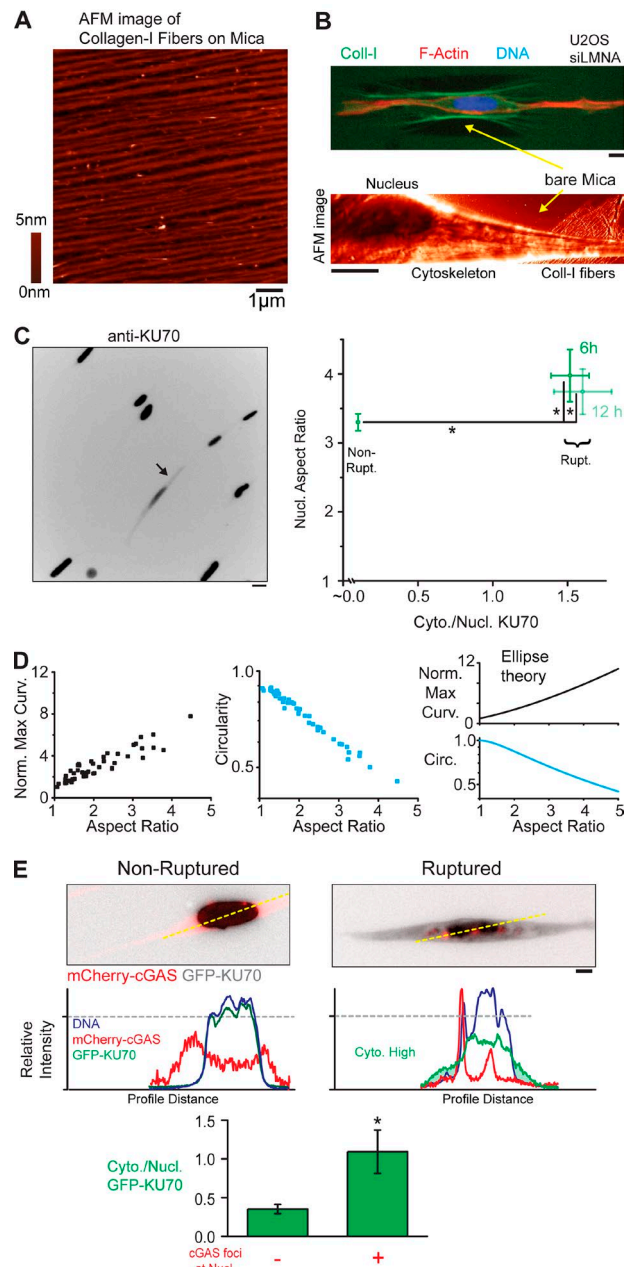 A
AFM image of
Collagen-I Fibers on Mica
5nm
0nm
1µm
B
Coll-I F-Actin DNA U2OS
siLMNA
bare Mica
Nucleus
AFM image
Cytoskeleton Coll-I fibers
C
anti-KU70
Nucl. Aspect Ratio
4
3
2
1
6h
12 h
* *
*
Non-
Rupt.
Rupt.
~0.0 0.5 1.0 1.5
Cyto./Nucl. KU70
D
Norm. Max Curv.
12
8
4
0
1 2 3 4 5
Aspect Ratio
Circularity
1.0
0.5
1 2 3 4 5
Aspect Ratio
Ellipse
theory
Norm.
Max
Curv.
12
0
Circ.
1.0
0.5
1 2 3 4 5
Aspect Ratio
E
Non-Ruptured Ruptured
mCherry-cGAS GFP-KU70
Relative
Intensity
DNA
mCherry-cGAS
GFP-KU70
Profile Distance
Cyto. High
Profile Distance
Cyto./Nucl.
GFP-KU70
1.5
1.0
0.5
0.0
*
cGAS foci
at Nucl.
- +